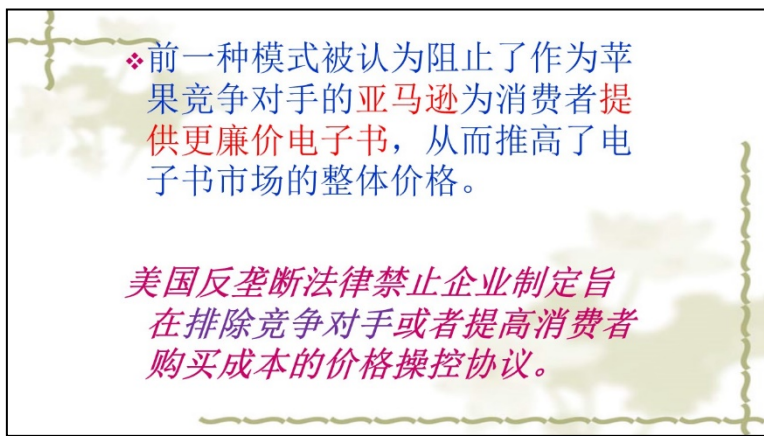 ❖前一种模式被认为阻止了作为苹
果竞争对手的亚马逊为消费者提
供更廉价电子书，从而推高了电
子书市场的整体价格。
美国反垄断法律禁止企业制定旨
在排除竞争对手或者提高消费者
购买成本的价格操控协议。